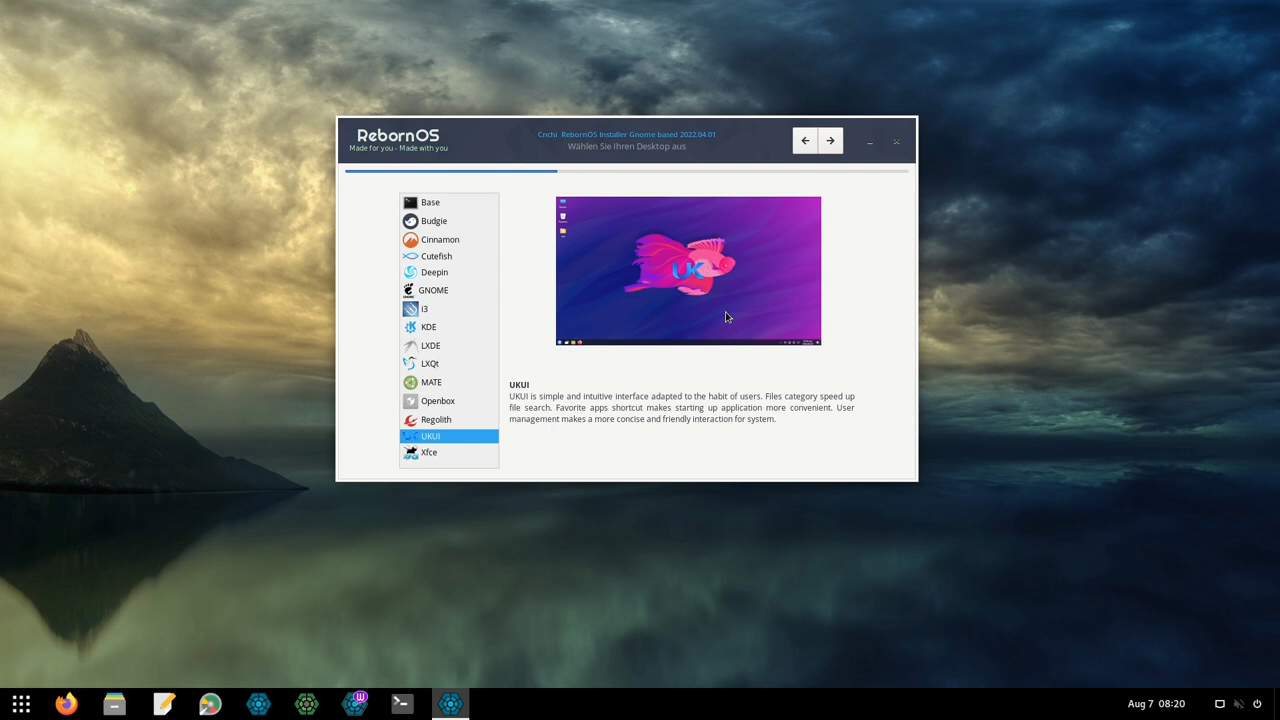 RebornOS
Made for you - Made with you
Cnchi RebornOS Installer Gnome based 2022.04.01
Wählen Sie Ihren Desktop aus
Base
Budgie
Cinnamon
Cutefish
Deepin
GNOME
i3
KDE
LXDE
LXQt
MATE
Openbox
Regolith
UKUI
Xfce
UK
UKUI
UKUI is simple and intuitive interface adapted to the habit of users. Files category speed up
file search. Favorite apps shortcut makes starting up application more convenient. User
management makes a more concise and friendly interaction for system.
W
Aug 7 08:20